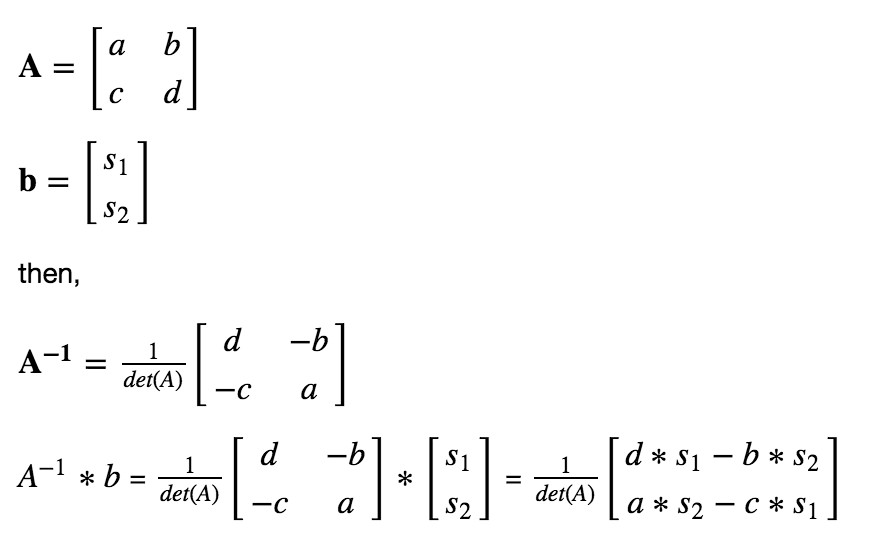 A = [ a b
c d ]
b = [ s₁
s₂ ]
then,
A⁻¹ = 1/det(A) [ d −b
−c a ]
A⁻¹ * b = 1/det(A) [ d −b
−c a ] * [ s₁
s₂ ] = 1/det(A) [ d * s₁ − b * s₂
a * s₂ − c * s₁ ]